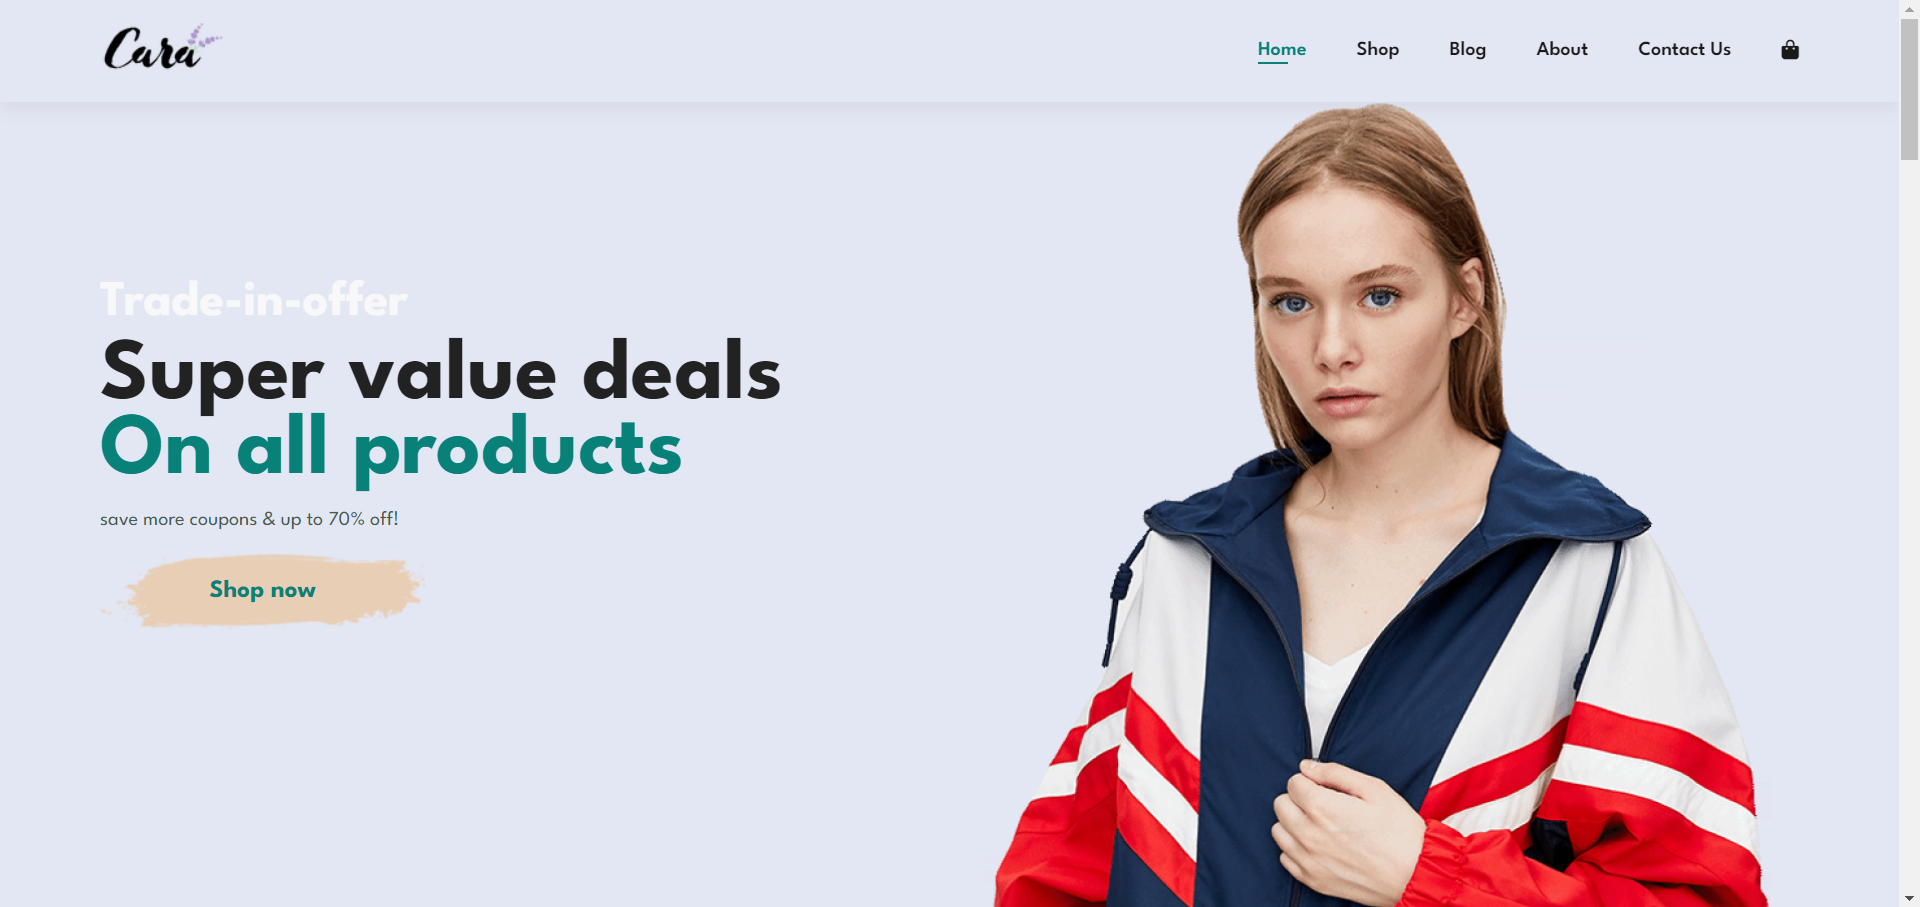 Cara
Home Shop Blog About Contact Us
Trade-in-offer
Super value deals
On all products
save more coupons & up to 70% off!
Shop now